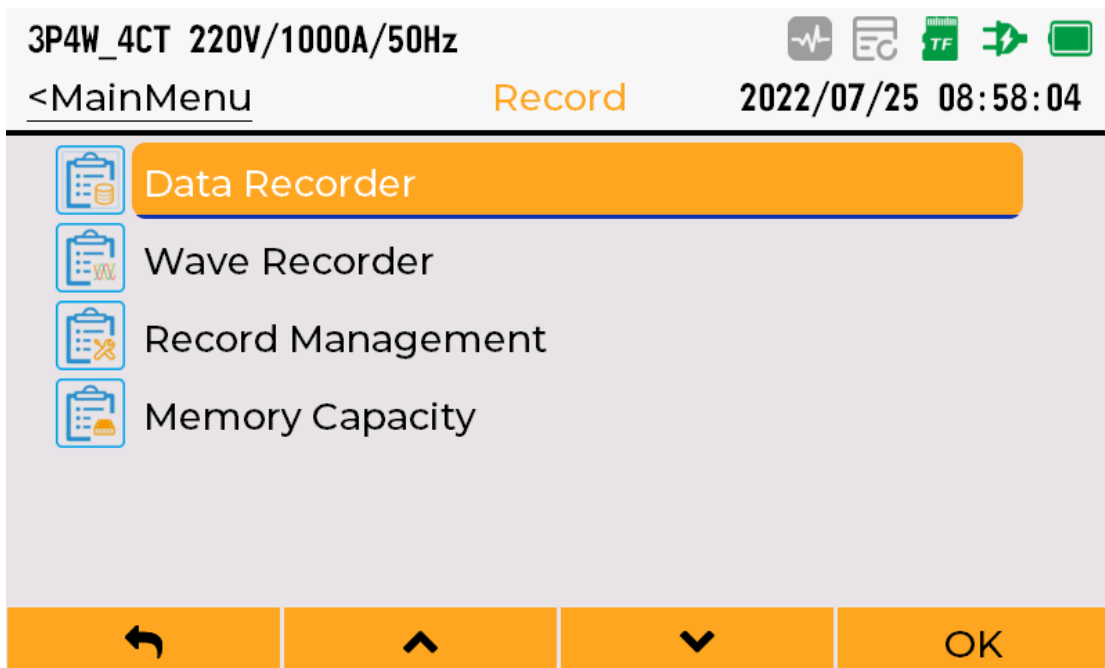 3P4W_4CT 220V/1000A/50Hz TF
<MainMenu Record 2022/07/25 08:58:04
Data Recorder
Wave Recorder
Record Management
Memory Capacity
OK